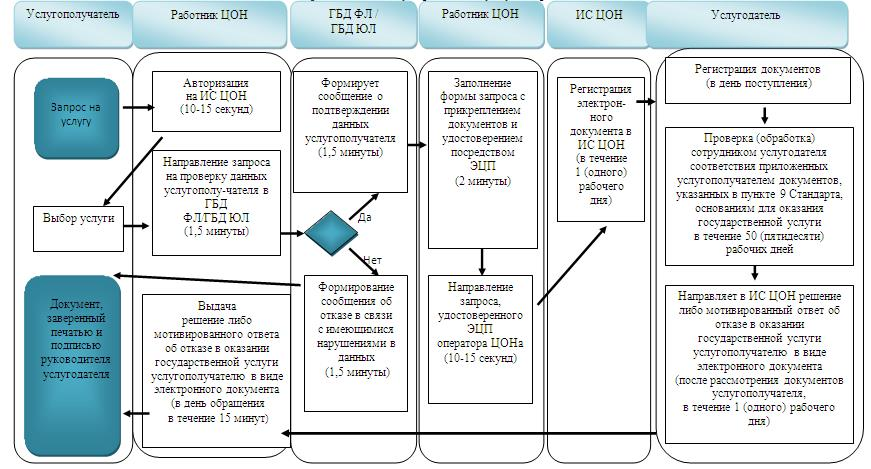 Услугополучатель
Работник ЦОН
ГБД ФЛ /
ГБД ЮЛ
Работник ЦОН
ИС ЦОН
Услугодатель
Запрос на
услугу
Выбор услуги
Документ,
заверенный
печатью и
подписью
руководителя
услугодателя
Авторизация
на ИС ЦОН
(10-15 секунд)
Направление запроса
на проверку данных
услугополу-чателя в
ГБД
ФЛ/ГБД ЮЛ
(1,5 минуты)
Выдача
решение либо
мотивированного ответа
об отказе в оказании
государственной услуги
услугополучателю в виде
электронного документа
(в день обращения
в течение 15 минут)
Формирует
сообщение о
подтверждении
данных
услугополучателя
(1,5 минуты)
Да
Нет
Формирование
сообщения об
отказе в связи
с имеющимися
нарушениями в
данных
(1,5 минуты)
Заполнение
формы запроса с
прикреплением
документов и
удостоверением
посредством
ЭЦП
(2 минуты)
Направление
запроса,
удостоверенного
ЭЦП
оператора ЦОНа
(10-15 секунд)
Регистрация
электрон-
ного
документа в
ИС ЦОН
(в течение
1 (одного)
рабочего
дня)
Регистрация документов
(в день поступления)
Проверка (обработка)
сотрудником услугодателя
соответствия приложенных
услугополучателем документов,
указанных в пункте 9 Стандарта,
основаниям для оказания
государственной услуги
в течение 50 (пятидесяти)
рабочих дней
Направляет в ИС ЦОН решение
либо мотивированный ответ об
отказе в оказании
государственной услуги
услугополучателю в виде
электронного документа
(после рассмотрения документов
услугополучателя,
в течение 1 (одного) рабочего
дня)